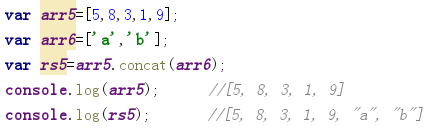 var arr5=[5,8,3,1,9];
var arr6=['a','b'];
var rs5=arr5.concat(arr6);
console.log(arr5);      //[5, 8, 3, 1, 9]
console.log(rs5);       //[5, 8, 3, 1, 9, "a", "b"]